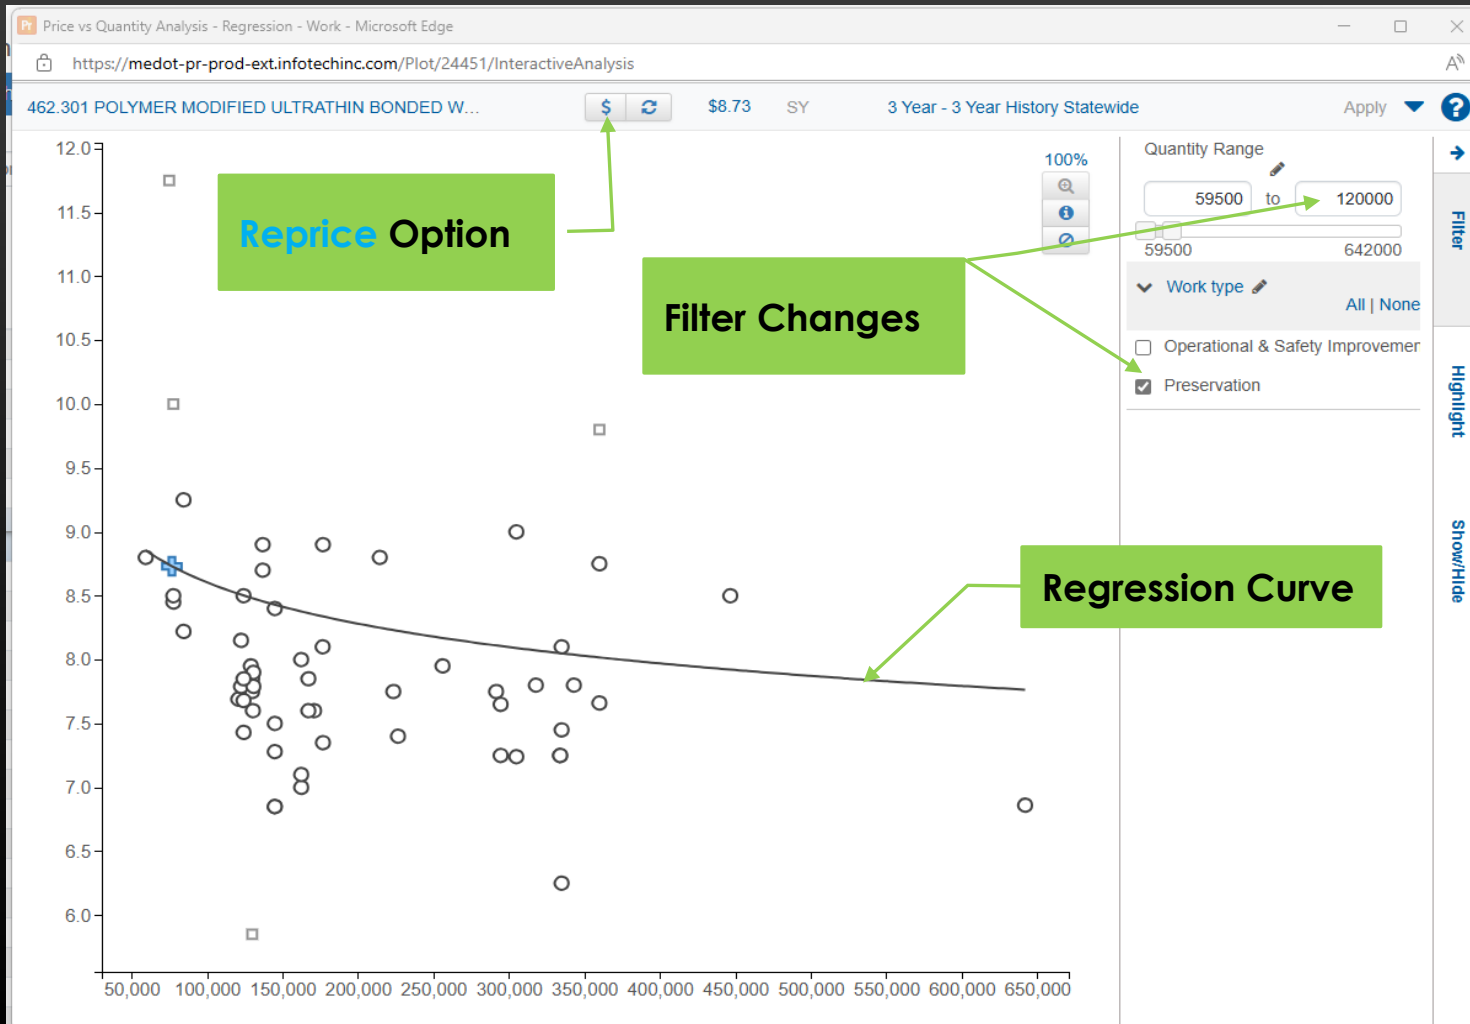 Pr Price vs Quantity Analysis - Regression - Work - Microsoft Edge
https://medot-pr-prod-ext.infotechinc.com/Plot/24451/InteractiveAnalysis
462.301 POLYMER MODIFIED ULTRATHIN BONDED W... $ $8.73 SY 3 Year - 3 Year History Statewide Apply ?
12.0
11.5
11.0
10.5
10.0
9.5
9.0
8.5
8.0
7.5
7.0
6.5
6.0
50,000 100,000 150,000 200,000 250,000 300,000 350,000 400,000 450,000 500,000 550,000 600,000 650,000
Reprice Option
Filter Changes
Regression Curve
100%
Quantity Range
59500 to 120000
59500 642000
Work type
All | None
Operational & Safety Improvemen
Preservation
Filter
Highlight
Show/Hide